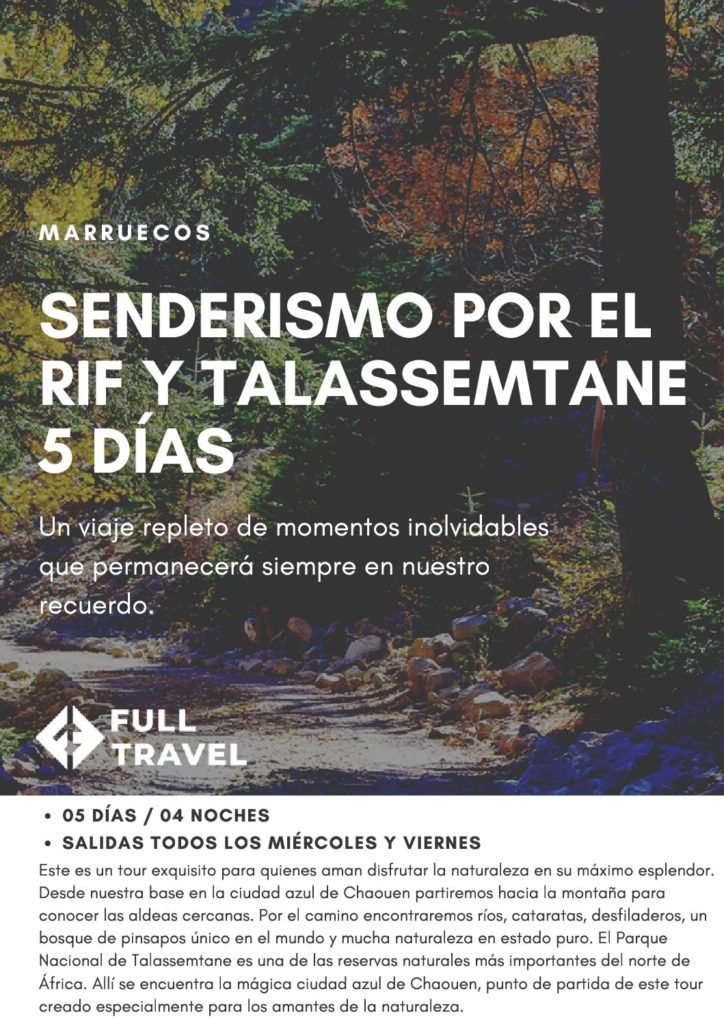 MARRUECOS
SENDERISMO POR EL
RIF Y TALASSEMTANE
5 DÍAS
Un viaje repleto de momentos inolvidables
que permanecerá siempre en nuestro
recuerdo.
FULL
TRAVEL
• 05 DÍAS / 04 NOCHES
• SALIDAS TODOS LOS MIÉRCOLES Y VIERNES
Este es un tour exquisito para quienes aman disfrutar la naturaleza en su máximo esplendor.
Desde nuestra base en la ciudad azul de Chaouen partiremos hacia la montaña para
conocer las aldeas cercanas. Por el camino encontraremos ríos, cataratas, desfiladeros, un
bosque de pinsapos único en el mundo y mucha naturaleza en estado puro. El Parque
Nacional de Talassemtane es una de las reservas naturales más importantes del norte de
África. Allí se encuentra la mágica ciudad azul de Chaouen, punto de partida de este tour
creado especialmente para los amantes de la naturaleza.